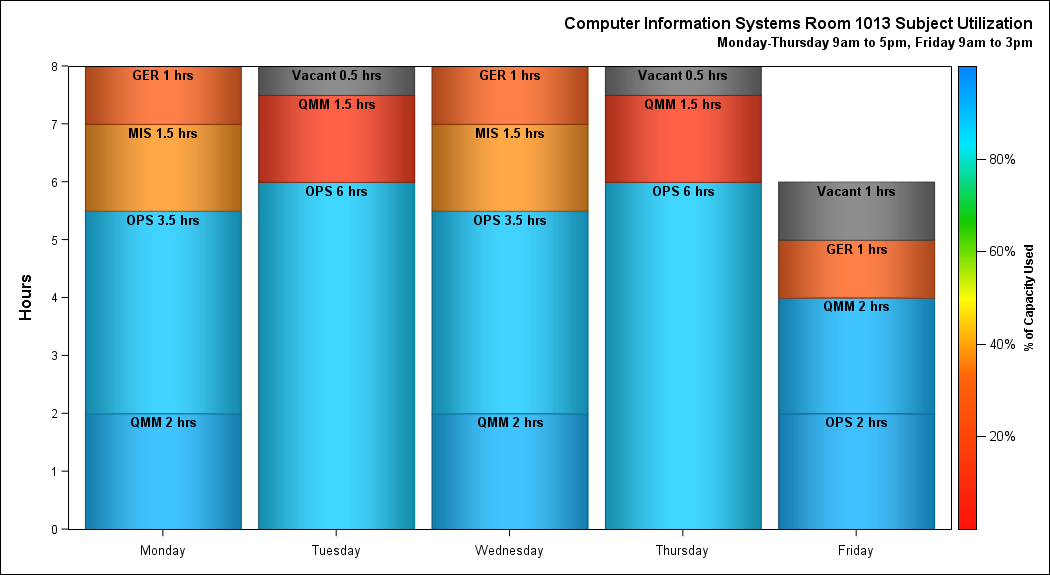 Computer Information Systems Room 1013 Subject Utilization
Monday-Thursday 9am to 5pm, Friday 9am to 3pm
Hours
8
7
6
5
4
3
2
1
0
GER 1 hrs
MIS 1.5 hrs
OPS 3.5 hrs
QMM 2 hrs
Monday
Vacant 0.5 hrs
QMM 1.5 hrs
OPS 6 hrs
Tuesday
GER 1 hrs
MIS 1.5 hrs
OPS 3.5 hrs
QMM 2 hrs
Wednesday
Vacant 0.5 hrs
QMM 1.5 hrs
OPS 6 hrs
Thursday
Vacant 1 hrs
GER 1 hrs
QMM 2 hrs
OPS 2 hrs
Friday
80%
60%
40%
20%
% of Capacity Used